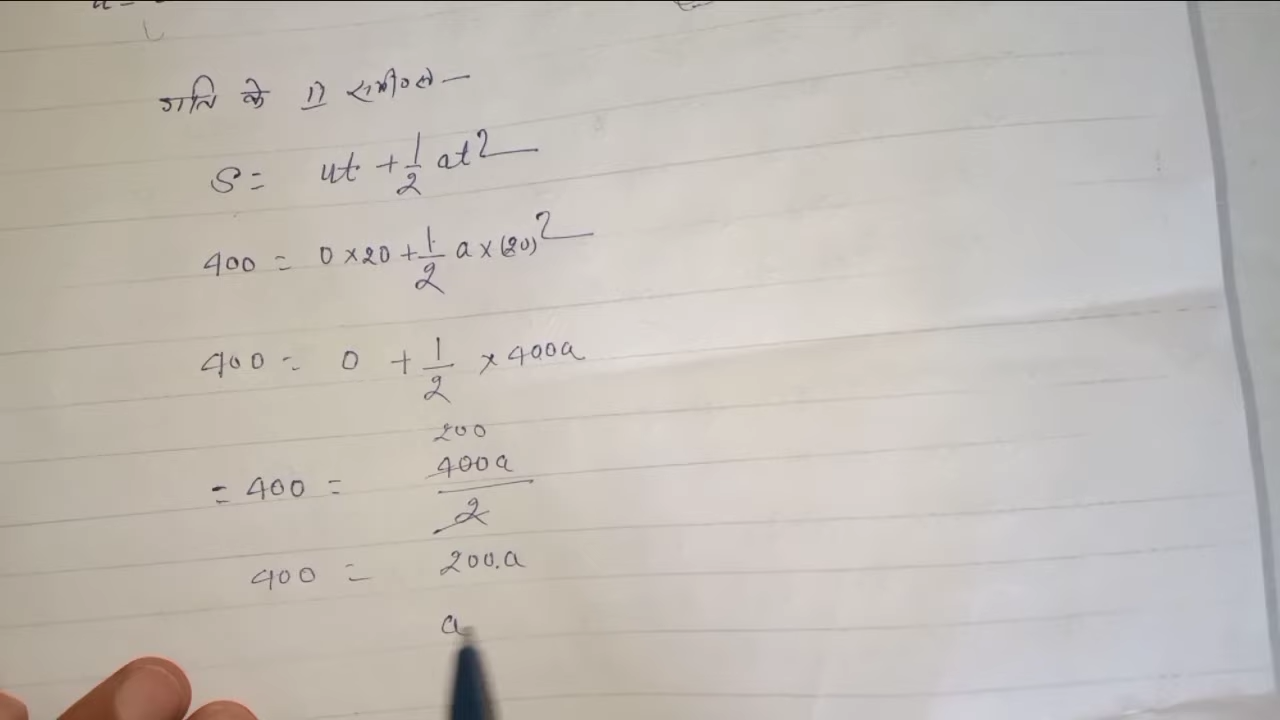 गति के II समी० से —
S = ut + 1/2 at²
400 = 0 × 20 + 1/2 a × (20)²
400 = 0 + 1/2 × 400a
200
= 400 = 400a/2
400 = 200.a
a